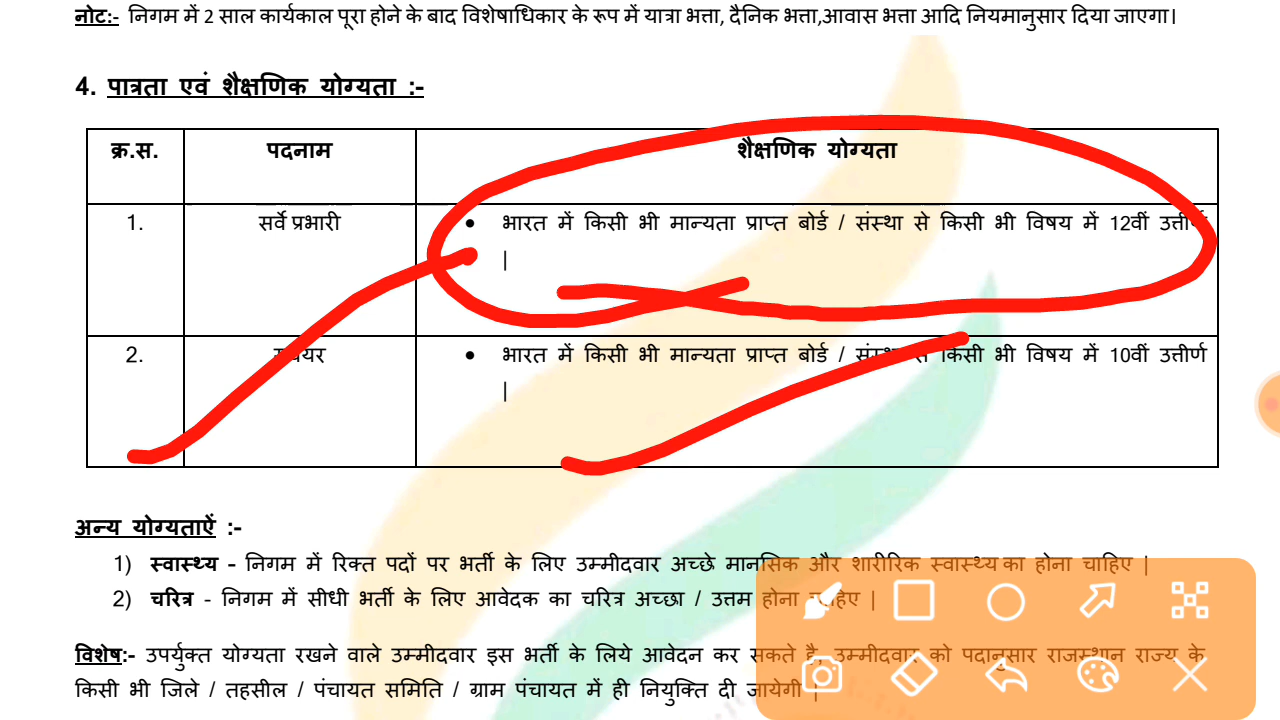 नोट:- निगम में 2 साल कार्यकाल पूरा होने के बाद विशेषाधिकार के रूप में यात्रा भत्ता, दैनिक भत्ता,आवास भत्ता आदि नियमानुसार दिया जाएगा।
4. पात्रता एवं शैक्षणिक योग्यता :-
क्र.स. पदनाम शैक्षणिक योग्यता
1. सर्वे प्रभारी • भारत में किसी भी मान्यता प्राप्त बोर्ड / संस्था से किसी भी विषय में 12वीं उत्तीर्ण
|
2. • भारत में किसी भी मान्यता प्राप्त बोर्ड / संस्था से किसी भी विषय में 10वीं उत्तीर्ण
|
अन्य योग्यताऐं :-
1) स्वास्थ्य – निगम में रिक्त पदों पर भर्ती के लिए उम्मीदवार अच्छे मानसिक और शारीरिक स्वास्थ्य का होना चाहिए |
2) चरित्र - निगम में सीधी भर्ती के लिए आवेदक का चरित्र अच्छा / उत्तम होना चाहिए |
विशेष:- उपर्युक्त योग्यता रखने वाले उम्मीदवार इस भर्ती के लिये आवेदन कर सकते है, उम्मीदवार को पदानुसार राजस्थान राज्य के
किसी भी जिले / तहसील / पंचायत समिति / ग्राम पंचायत में ही नियुक्ति दी जायेगी |